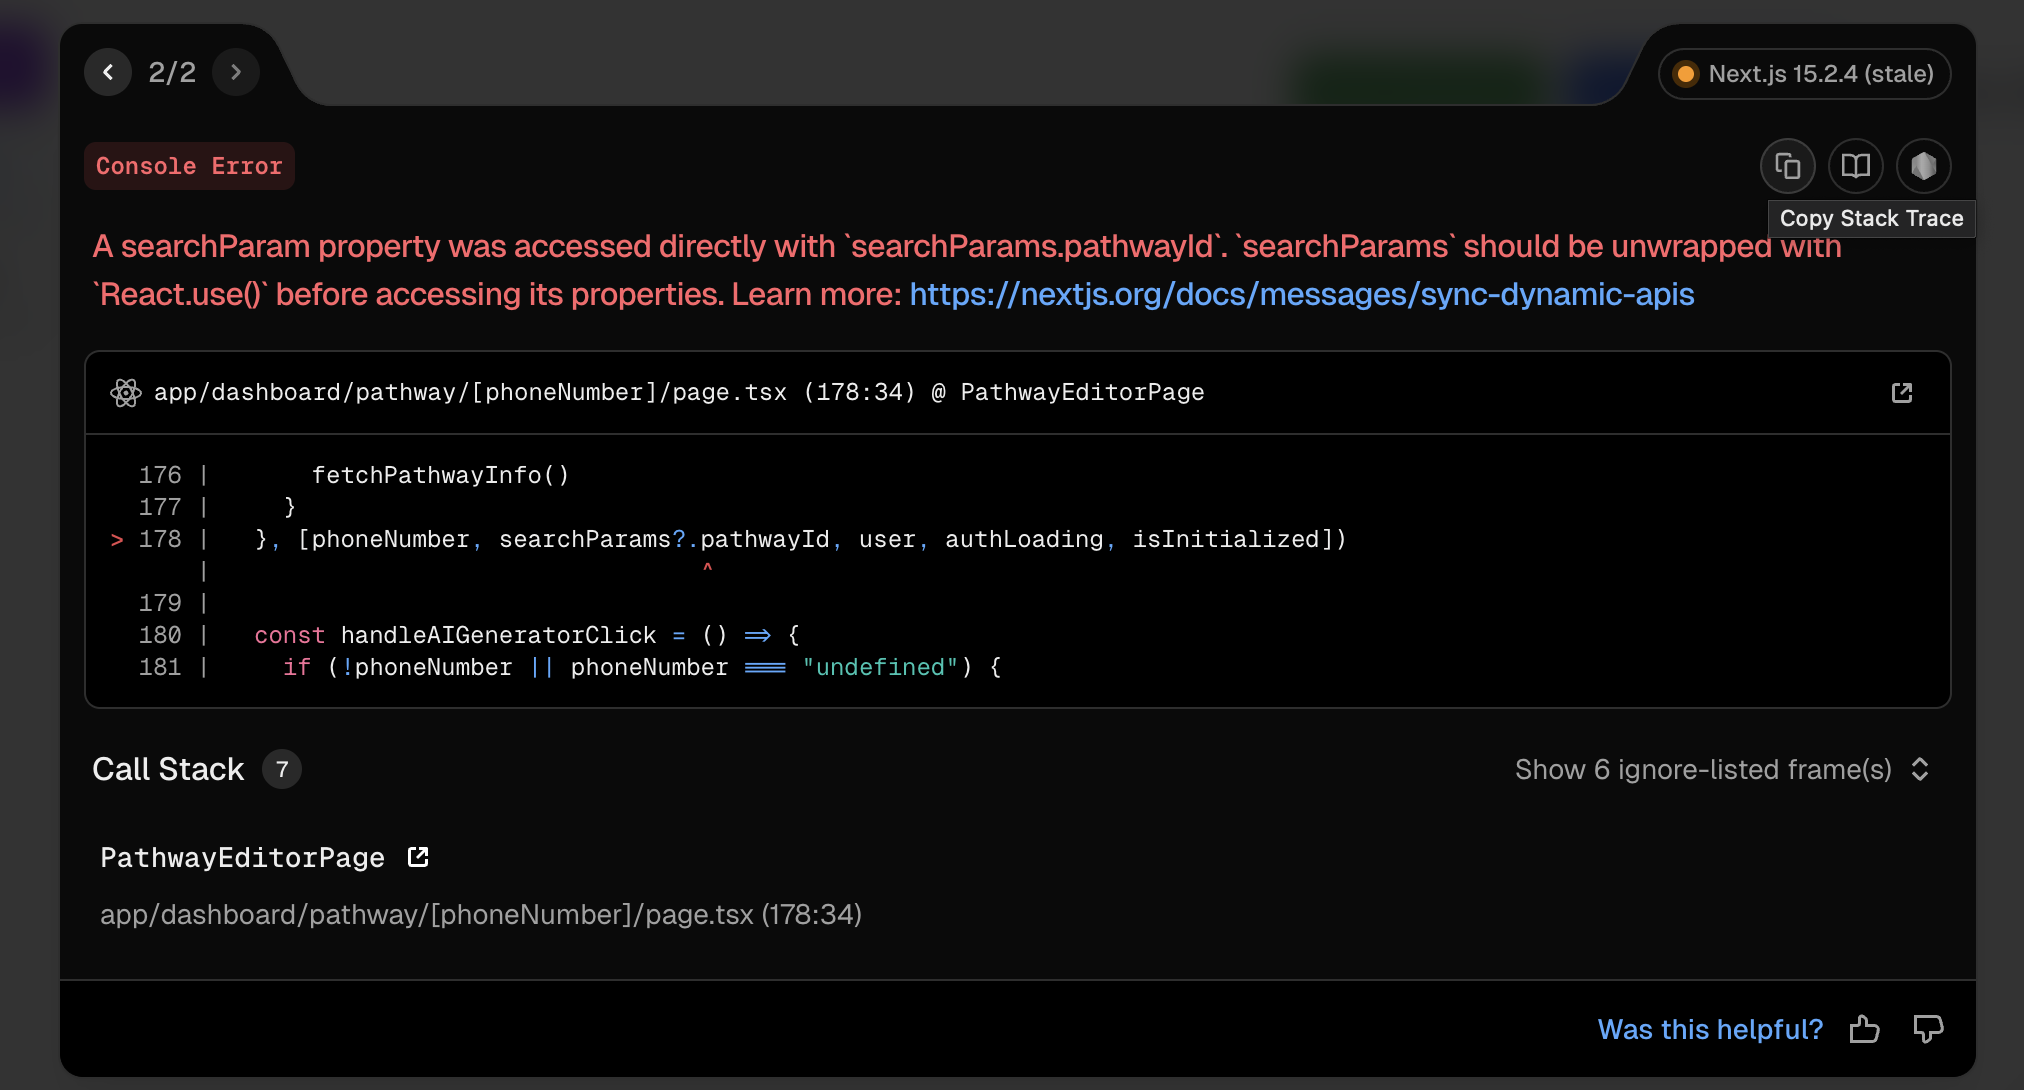 2/2
Next.js 15.2.4 (stale)
Console Error
Copy Stack Trace
A searchParam property was accessed directly with `searchParams.pathwayId`. `searchParams` should be unwrapped with
`React.use()` before accessing its properties. Learn more: https://nextjs.org/docs/messages/sync-dynamic-apis
app/dashboard/pathway/[phoneNumber]/page.tsx (178:34) @ PathwayEditorPage
176 |       fetchPathwayInfo()
177 |     }
> 178 |   }, [phoneNumber, searchParams?.pathwayId, user, authLoading, isInitialized])
|                                  ^
179 |
180 |   const handleAIGeneratorClick = () => {
181 |     if (!phoneNumber || phoneNumber === "undefined") {
Call Stack 7
Show 6 ignore-listed frame(s)
PathwayEditorPage
app/dashboard/pathway/[phoneNumber]/page.tsx (178:34)
Was this helpful?